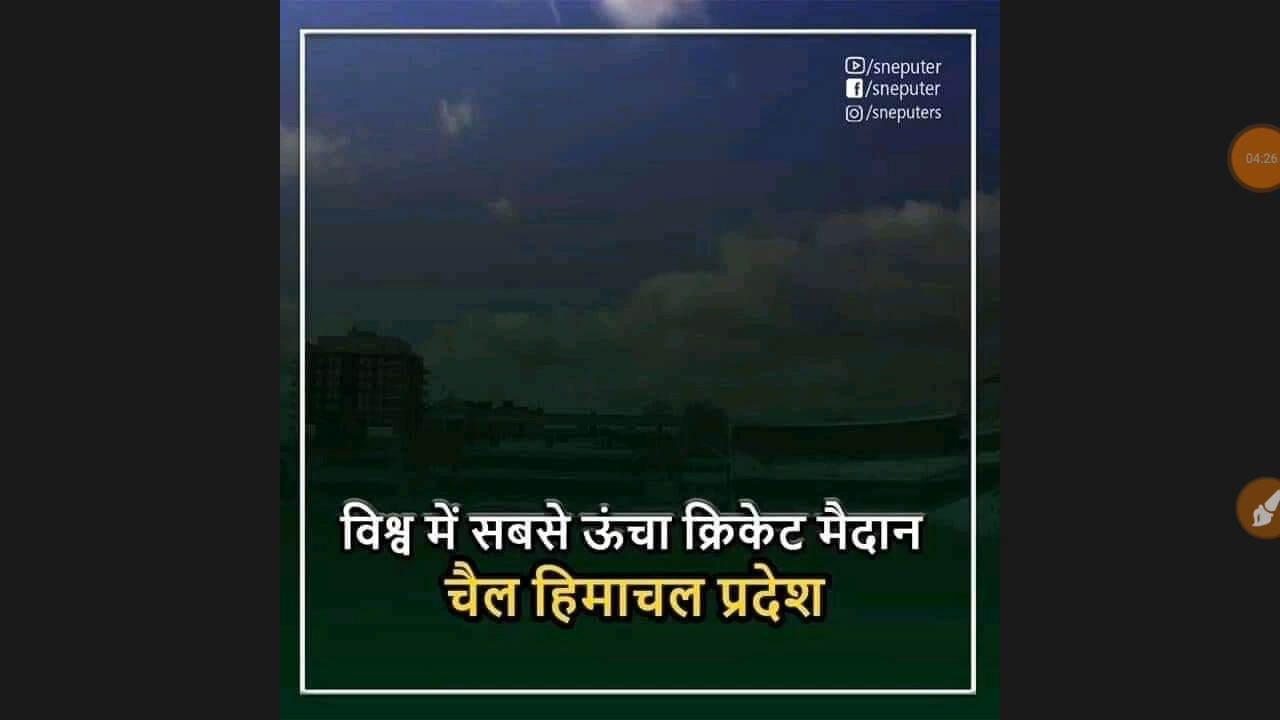 /sneputer
/sneputer
/sneputers
04:26
विश्व में सबसे ऊंचा क्रिकेट मैदान
चैल हिमाचल प्रदेश